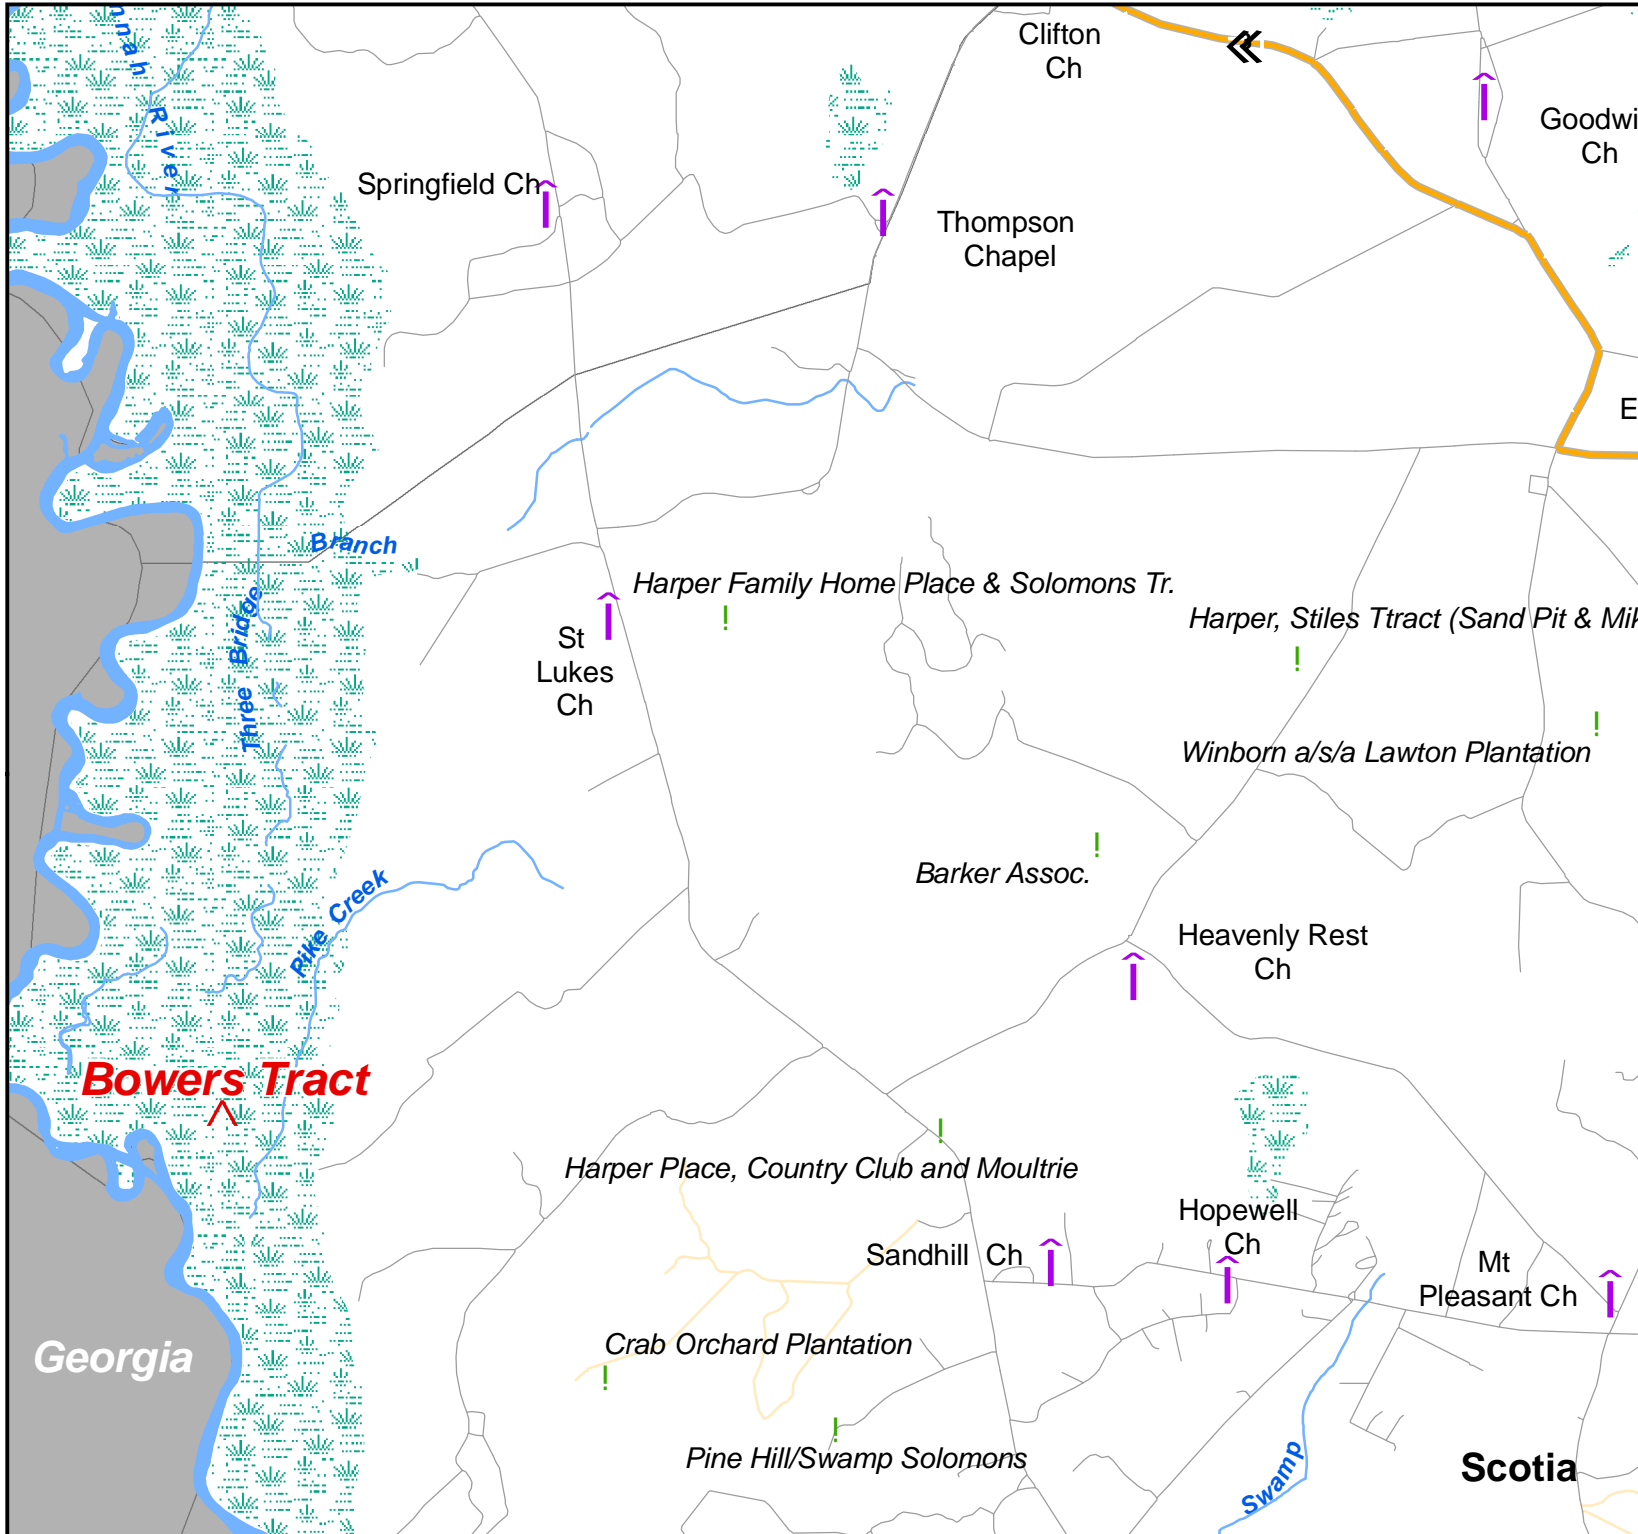 Clifton
Ch
Goodwi
Ch
nnah River
Springfield Ch
Thompson
Chapel
E
Branch
Harper Family Home Place & Solomons Tr.
Harper, Stiles Ttract (Sand Pit & Mik
St
Lukes
Ch
Three Bridge
Winborn a/s/a Lawton Plantation
Barker Assoc.
Pike Creek
Heavenly Rest
Ch
Bowers Tract
Harper Place, Country Club and Moultrie
Hopewell
Ch
Sandhill Ch
Mt
Pleasant Ch
Georgia
Crab Orchard Plantation
Pine Hill/Swamp Solomons
Scotia
Swamp